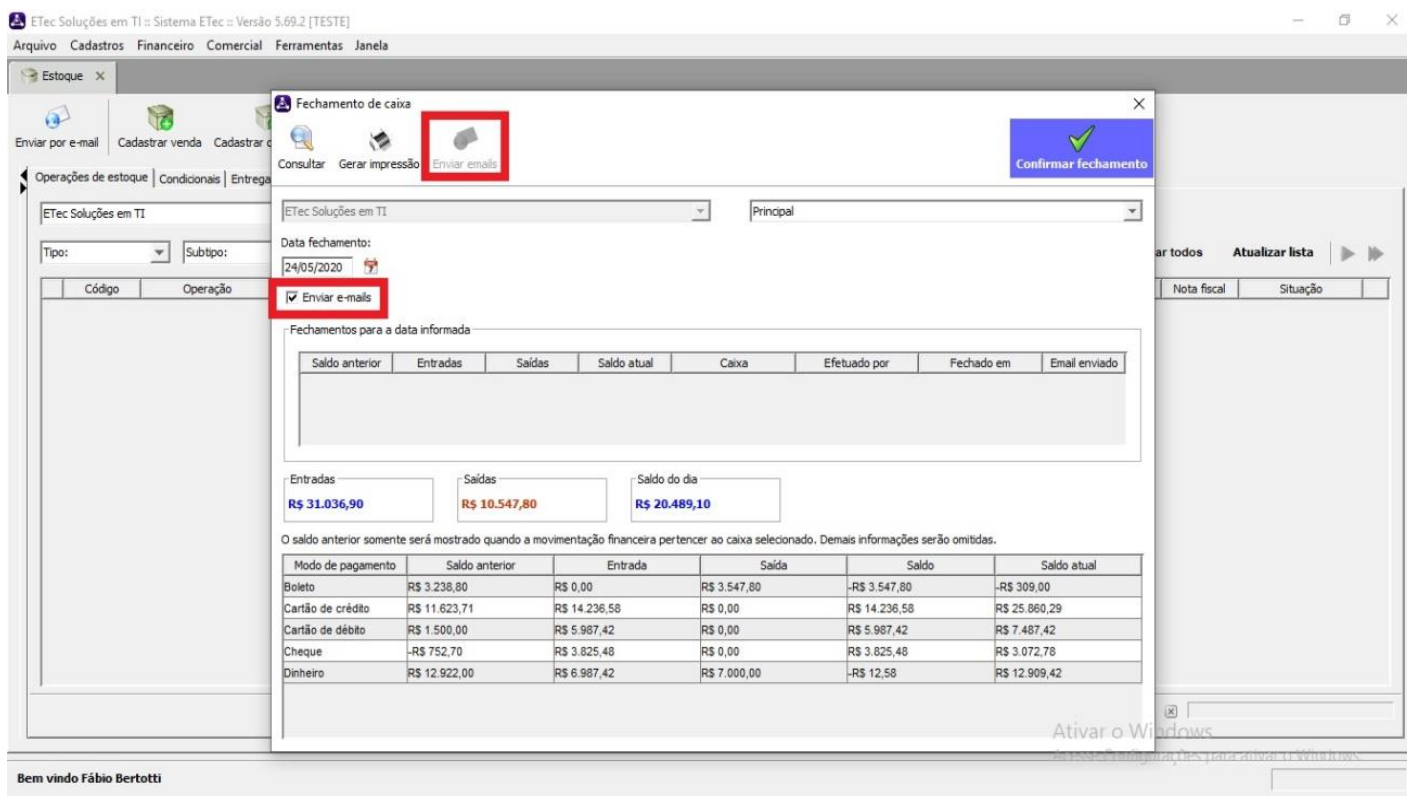 ETec Soluções em TI :: Sistema ETec :: Versão 5.69.2 [TESTE]
Arquivo Cadastros Financeiro Comercial Ferramentas Janela
Estoque X
Enviar por e-mail Cadastrar venda Cadastrar
Operações de estoque Condicionais Entrega
ETec Soluções em TI
Tipo: Subtipo:
Código Operação
Fechamento de caixa
Consultar Gerar impressão Enviar emails Confirmar fechamento
ETec Soluções em TI Principal
Data fechamento:
24/05/2020
Enviar e-mails
Fechamentos para a data informada
Saldo anterior Entradas Saídas Saldo atual Caixa Efetuado por Fechado em Email enviado
Entradas Saídas Saldo do dia
R$ 31.036,90 R$ 10.547,80 R$ 20.489,10
O saldo anterior somente será mostrado quando a movimentação financeira pertencer ao caixa selecionado. Demais informações serão omitidas.
Modo de pagamento Saldo anterior Entrada Saída Saldo Saldo atual
Boleto R$ 3.238,80 R$ 0,00 R$ 3.547,80 -R$ 3.547,80 -R$ 309,00
Cartão de crédito R$ 11.623,71 R$ 14.236,58 R$ 0,00 R$ 14.236,58 R$ 25.860,29
Cartão de débito R$ 1.500,00 R$ 5.987,42 R$ 0,00 R$ 5.987,42 R$ 7.487,42
Cheque -R$ 752,70 R$ 3.825,48 R$ 0,00 R$ 3.825,48 R$ 3.072,78
Dinheiro R$ 12.922,00 R$ 6.987,42 R$ 7.000,00 -R$ 12,58 R$ 12.909,42
ar todos Atualizar lista
Nota fiscal Situação
Ativar o Windows
Acesse Configurações para ativar o Windows.
Bem vindo Fábio Bertotti